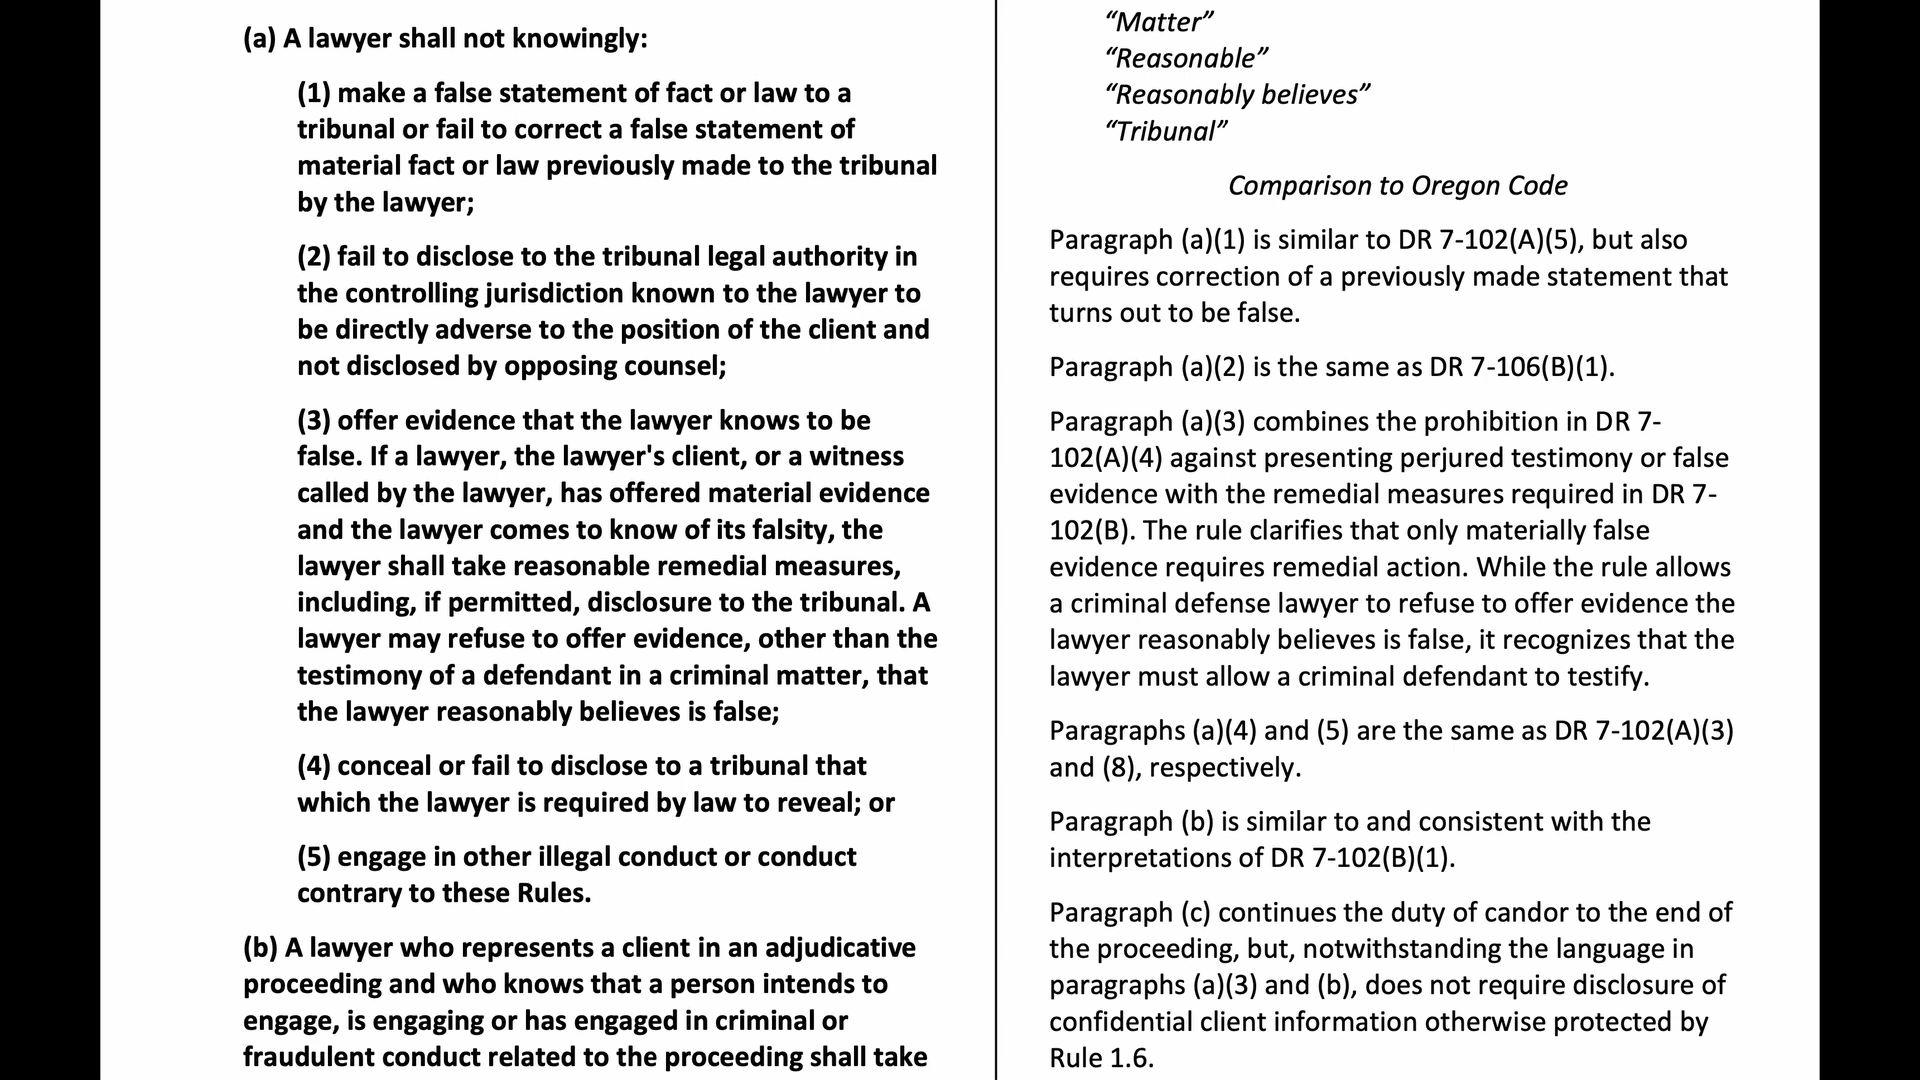 (a) A lawyer shall not knowingly:
(1) make a false statement of fact or law to a
tribunal or fail to correct a false statement of
material fact or law previously made to the tribunal
by the lawyer;
(2) fail to disclose to the tribunal legal authority in
the controlling jurisdiction known to the lawyer to
be directly adverse to the position of the client and
not disclosed by opposing counsel;
(3) offer evidence that the lawyer knows to be
false. If a lawyer, the lawyer's client, or a witness
called by the lawyer, has offered material evidence
and the lawyer comes to know of its falsity, the
lawyer shall take reasonable remedial measures,
including, if permitted, disclosure to the tribunal. A
lawyer may refuse to offer evidence, other than the
testimony of a defendant in a criminal matter, that
the lawyer reasonably believes is false;
(4) conceal or fail to disclose to a tribunal that
which the lawyer is required by law to reveal; or
(5) engage in other illegal conduct or conduct
contrary to these Rules.
(b) A lawyer who represents a client in an adjudicative
proceeding and who knows that a person intends to
engage, is engaging or has engaged in criminal or
fraudulent conduct related to the proceeding shall take
“Matter”
“Reasonable”
“Reasonably believes”
“Tribunal”
Comparison to Oregon Code
Paragraph (a)(1) is similar to DR 7-102(A)(5), but also
requires correction of a previously made statement that
turns out to be false.
Paragraph (a)(2) is the same as DR 7-106(B)(1).
Paragraph (a)(3) combines the prohibition in DR 7-
102(A)(4) against presenting perjured testimony or false
evidence with the remedial measures required in DR 7-
102(B). The rule clarifies that only materially false
evidence requires remedial action. While the rule allows
a criminal defense lawyer to refuse to offer evidence the
lawyer reasonably believes is false, it recognizes that the
lawyer must allow a criminal defendant to testify.
Paragraphs (a)(4) and (5) are the same as DR 7-102(A)(3)
and (8), respectively.
Paragraph (b) is similar to and consistent with the
interpretations of DR 7-102(B)(1).
Paragraph (c) continues the duty of candor to the end of
the proceeding, but, notwithstanding the language in
paragraphs (a)(3) and (b), does not require disclosure of
confidential client information otherwise protected by
Rule 1.6.